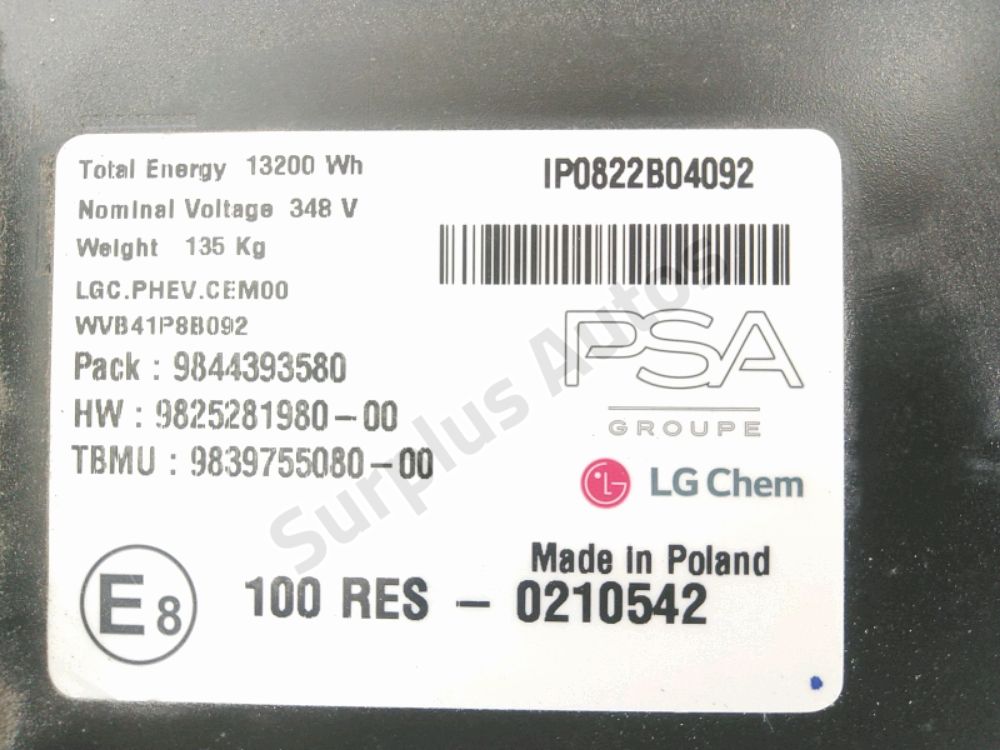 Total Energy 13200 Wh
Nominal Voltage 348 V
Weight 135 Kg
LGC.PHEV.CEM00
WVB41P8B092
Pack : 9844393580
HW : 9825281980-00
TBMU : 9839755080-00
IP0822B04092
PSA
GROUPE
LG LG Chem
Made in Poland
E8 100 RES - 0210542
Surplus Autos